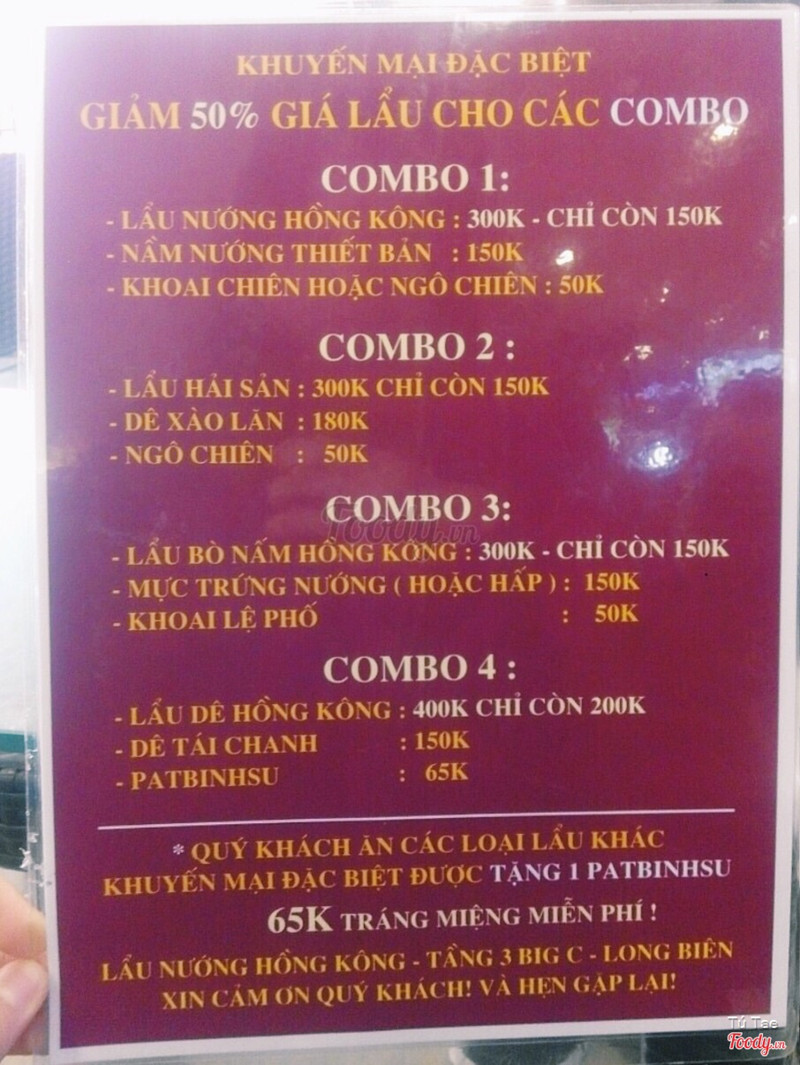 KHUYẾN MẠI ĐẶC BIỆT
GIẢM 50% GIÁ LẨU CHO CÁC COMBO
COMBO 1:
- LẨU NƯỚNG HỒNG KÔNG : 300K - CHỈ CÒN 150K
- NẦM NƯỚNG THIẾT BẢN : 150K
- KHOAI CHIÊN HOẶC NGÔ CHIÊN : 50K
COMBO 2 :
- LẨU HẢI SẢN : 300K CHỈ CÒN 150K
- DÊ XÀO LĂN : 180K
- NGÔ CHIÊN : 50K
COMBO 3:
Foody.vn
- LẨU BÒ NẤM HỒNG KÔNG : 300K - CHỈ CÒN 150K
- MỰC TRỨNG NƯỚNG ( HOẶC HẤP ) : 150K
- KHOAI LỆ PHỐ : 50K
COMBO 4 :
- LẨU DÊ HỒNG KÔNG : 400K CHỈ CÒN 200K
- DÊ TÁI CHANH : 150K
- PATBINHSU : 65K
* QUÝ KHÁCH ĂN CÁC LOẠI LẨU KHÁC
KHUYẾN MẠI ĐẶC BIỆT ĐƯỢC TẶNG 1 PATBINHSU
65K TRÁNG MIỆNG MIỄN PHÍ !
LẨU NƯỚNG HỒNG KÔNG - TẦNG 3 BIG C - LONG BIÊN
XIN CẢM ƠN QUÝ KHÁCH! VÀ HẸN GẶP LẠI!
Tú Tae
Foody.vn